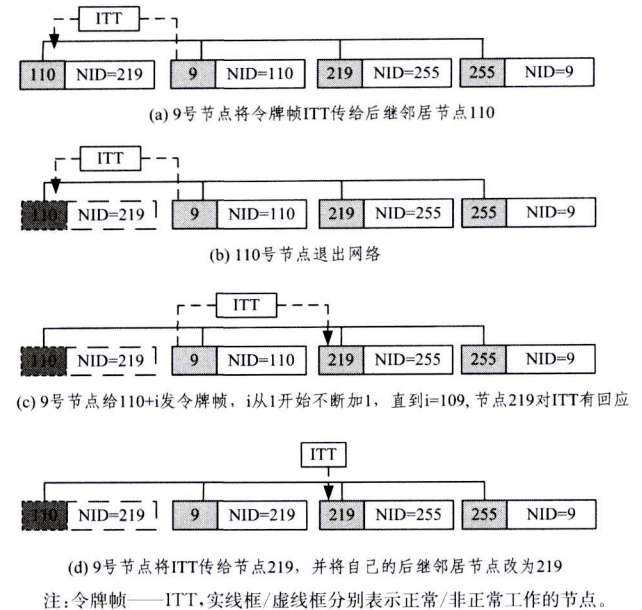 ITT
110 NID=219 9 NID=110 219 NID=255 255 NID=9
(a) 9号节点将令牌帧ITT传给后继邻居节点110
ITT
110 NID=219 9 NID=110 219 NID=255 255 NID=9
(b) 110号节点退出网络
ITT
110 NID=219 9 NID=110 219 NID=255 255 NID=9
(c) 9号节点给110+i发令牌帧，i从1开始不断加1，直到i=109, 节点219对ITT有回应
ITT
110 NID=219 9 NID=219 219 NID=255 255 NID=9
(d) 9号节点将ITT传给节点219，并将自己的后继邻居节点改为219
注:令牌帧——ITT,实线框/虚线框分别表示正常/非正常工作的节点。